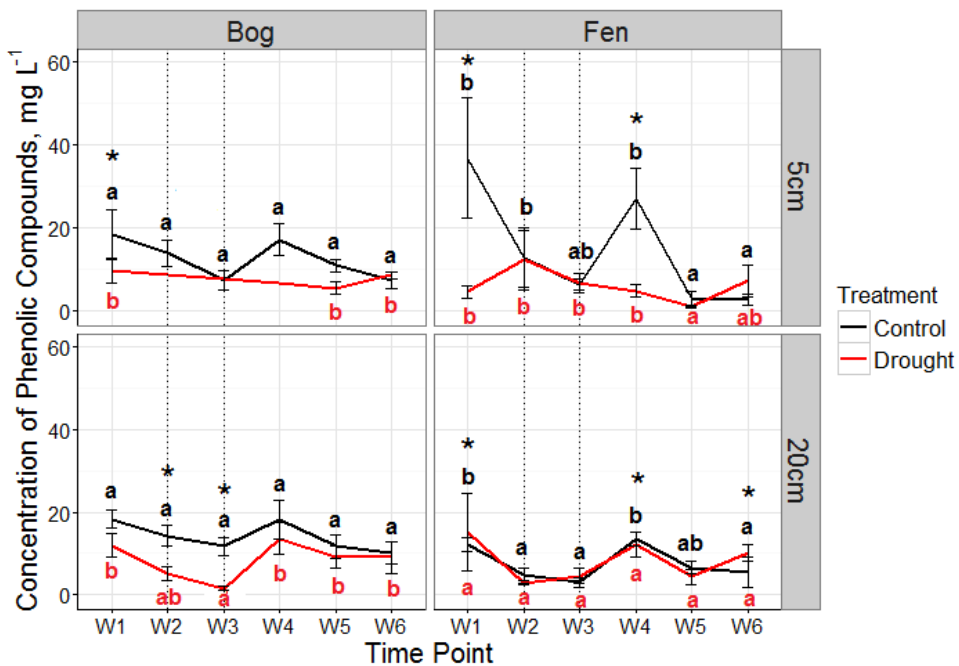 Bog Fen
Concentration of Phenolic Compounds, mg L⁻¹
60
40
20
0
* a a a a a a
b b b
* b b ab * b a a
b b b b a ab
5cm
60
40
20
0
a * a * a a a a
b ab a b b b
* b a a * b ab * a
a a a a a a
20cm
W1 W2 W3 W4 W5 W6 W1 W2 W3 W4 W5 W6
Time Point
Treatment
Control
Drought